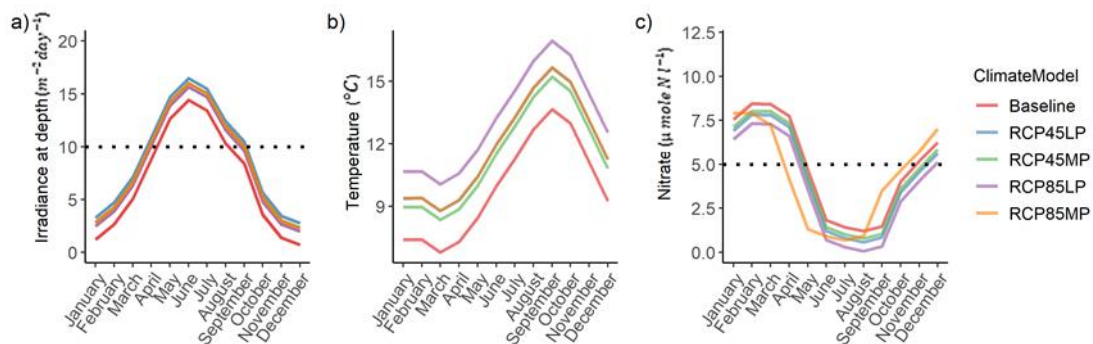 a)
Irradiance at depth(m⁻² day⁻¹)
20
15
10
5
0
January
February
March
April
May
June
July
August
September
October
November
December
b)
Temperature (°C)
15
12
9
January
February
March
April
May
June
July
August
September
October
November
December
c)
Nitrate (μ mole N l⁻¹)
12.5
10.0
7.5
5.0
2.5
0.0
January
February
March
April
May
June
July
August
September
October
November
December
ClimateModel
Baseline
RCP45LP
RCP45MP
RCP85LP
RCP85MP